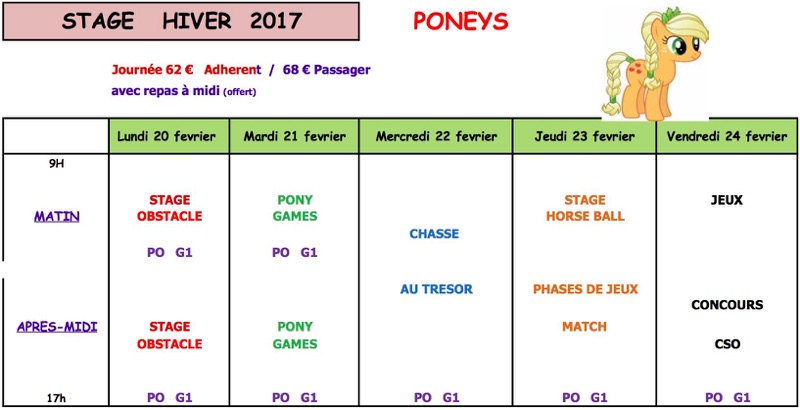 STAGE HIVER 2017
PONEYS
Journée 62 € Adherent / 68 € Passager
avec repas à midi (offert)
Lundi 20 fevrier Mardi 21 fevrier Mercredi 22 fevrier Jeudi 23 fevrier Vendredi 24 fevrier
9H
STAGE PONY STAGE JEUX
MATIN OBSTACLE GAMES HORSE BALL
CHASSE
PO G1 PO G1
AU TRESOR PHASES DE JEUX
CONCOURS
APRES-MIDI STAGE PONY MATCH
OBSTACLE GAMES CSO
17h PO G1 PO G1 PO G1 PO G1 PO G1